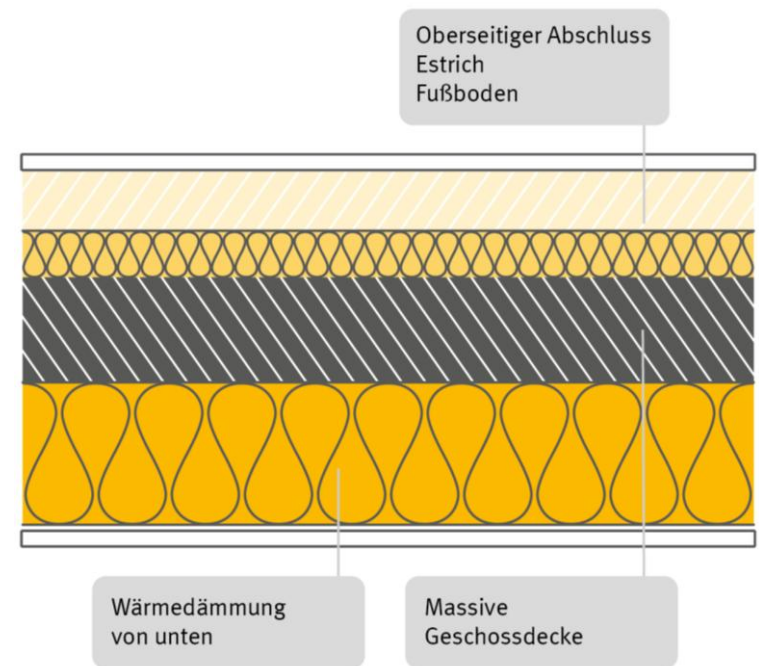 Oberseitiger Abschluss
Estrich
Fußboden
Wärmedämmung
von unten
Massive
Geschossdecke